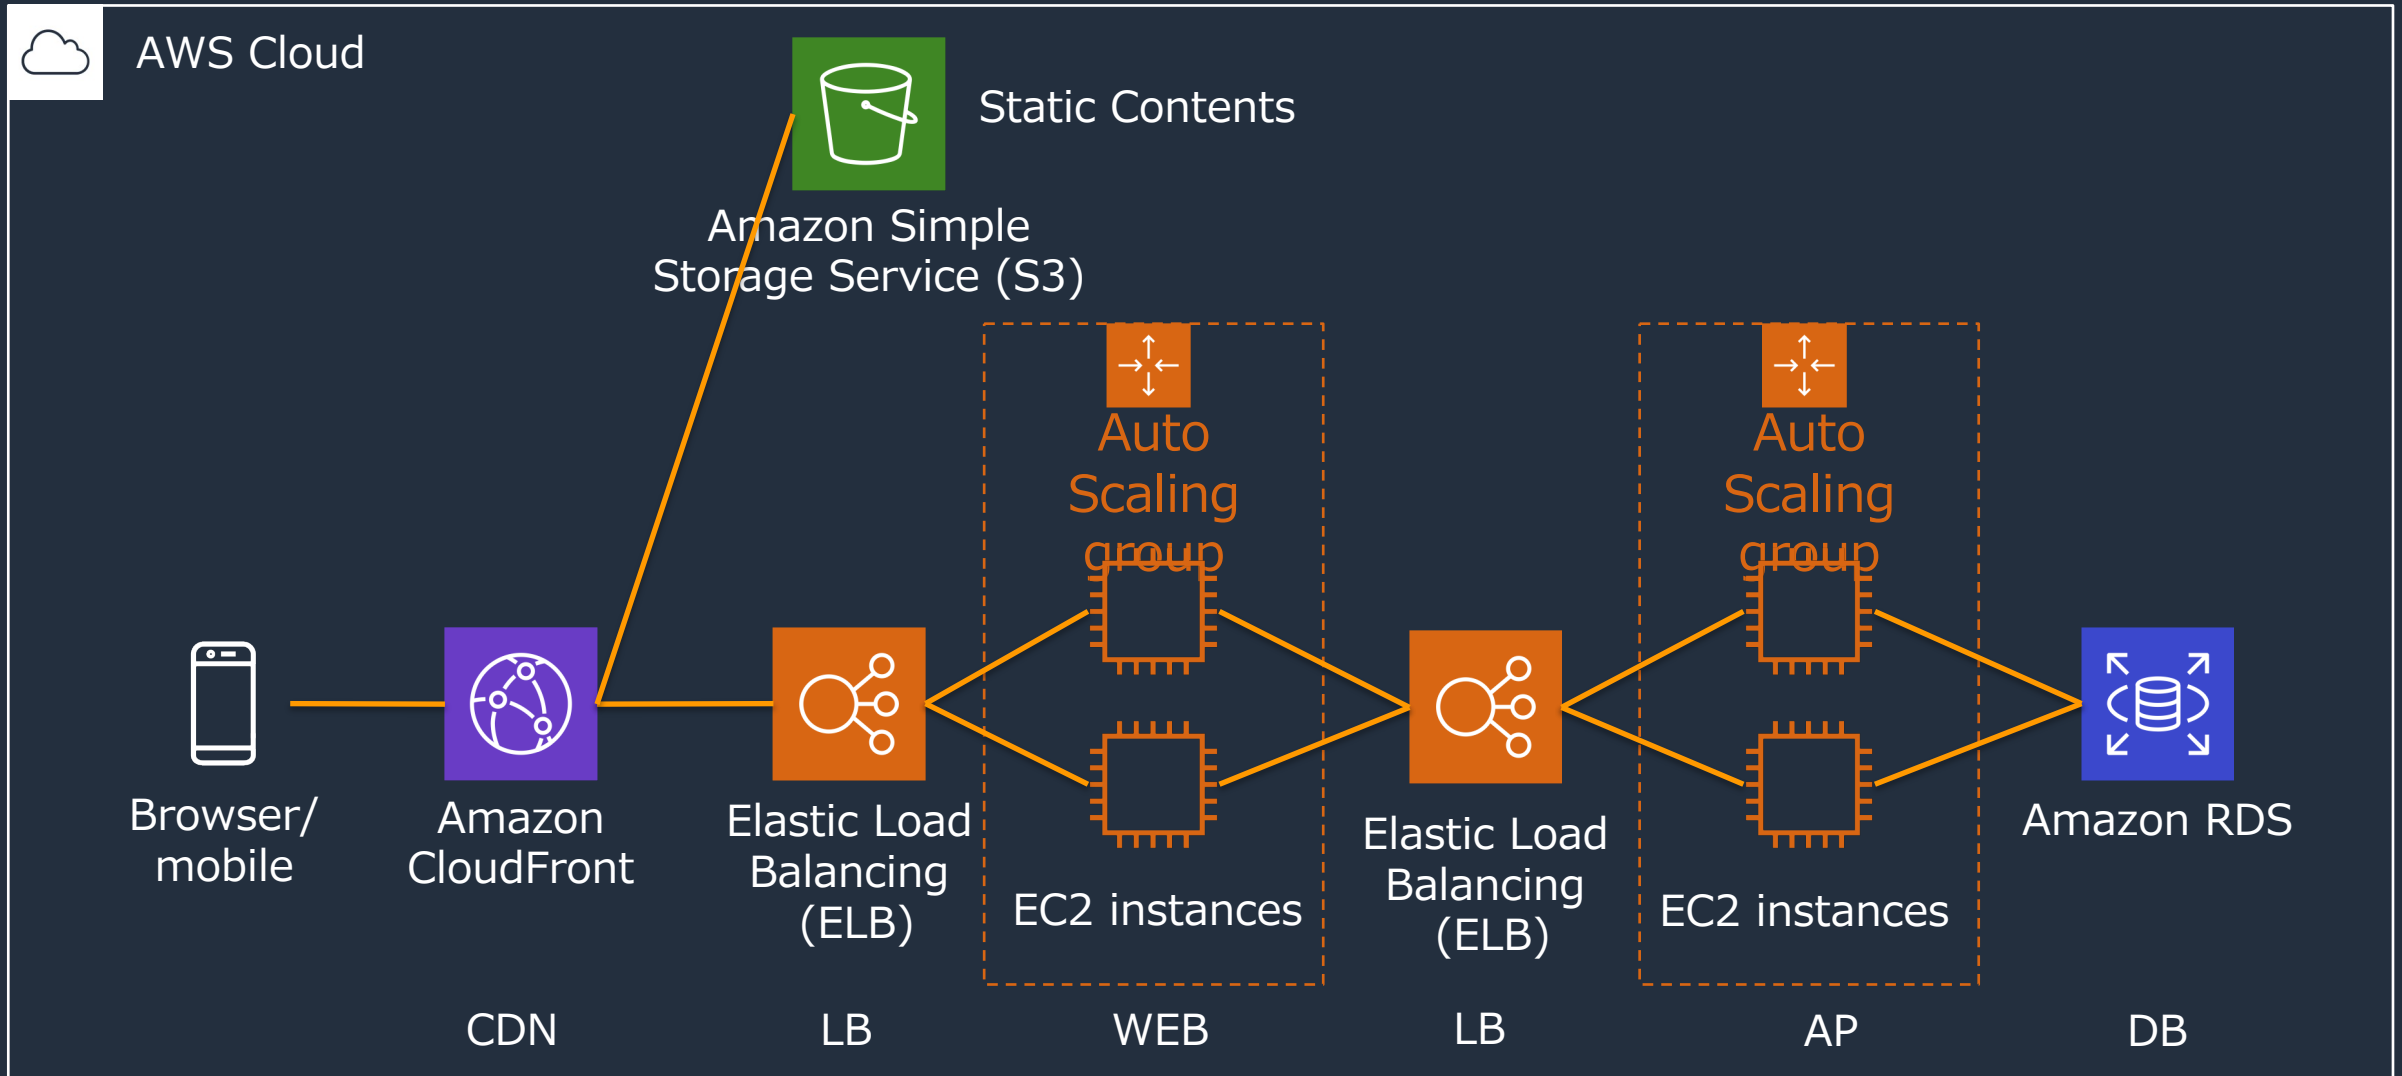 AWS Cloud
Static Contents
Amazon Simple
Storage Service (S3)
Auto
Scaling
group
Auto
Scaling
group
Browser/
mobile
Amazon
CloudFront
Elastic Load
Balancing
(ELB)
EC2 instances
Elastic Load
Balancing
(ELB)
EC2 instances
Amazon RDS
CDN
LB
WEB
LB
AP
DB